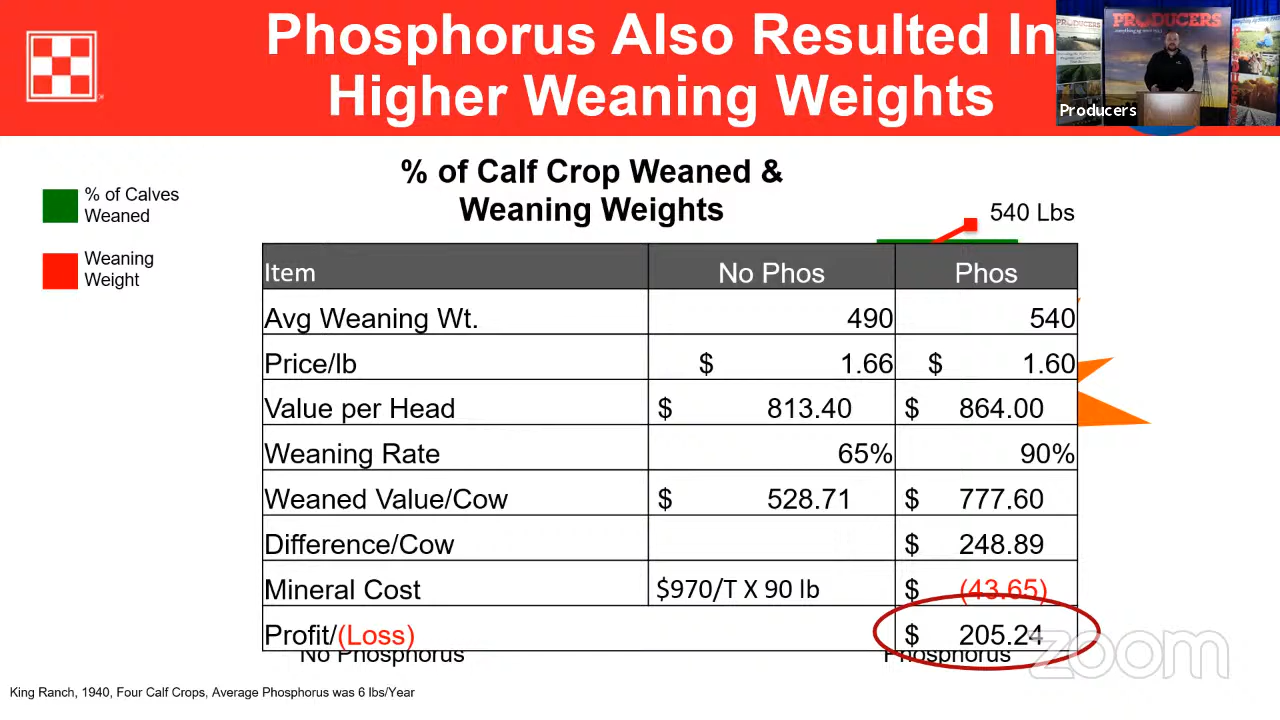 Phosphorus Also Resulted In
Higher Weaning Weights
PRODUCERS
Producers
% of Calf Crop Weaned &
Weaning Weights
% of Calves
Weaned
Weaning
Weight
540 Lbs
Item No Phos Phos
Avg Weaning Wt. 490 540
Price/lb $ 1.66 $ 1.60
Value per Head $ 813.40 $ 864.00
Weaning Rate 65% 90%
Weaned Value/Cow $ 528.71 $ 777.60
Difference/Cow $ 248.89
Mineral Cost $970/T X 90 lb $ (43.65)
Profit/(Loss) $ 205.24
No Phosphorus Phosphorus
zoom
King Ranch, 1940, Four Calf Crops, Average Phosphorus was 6 lbs/Year